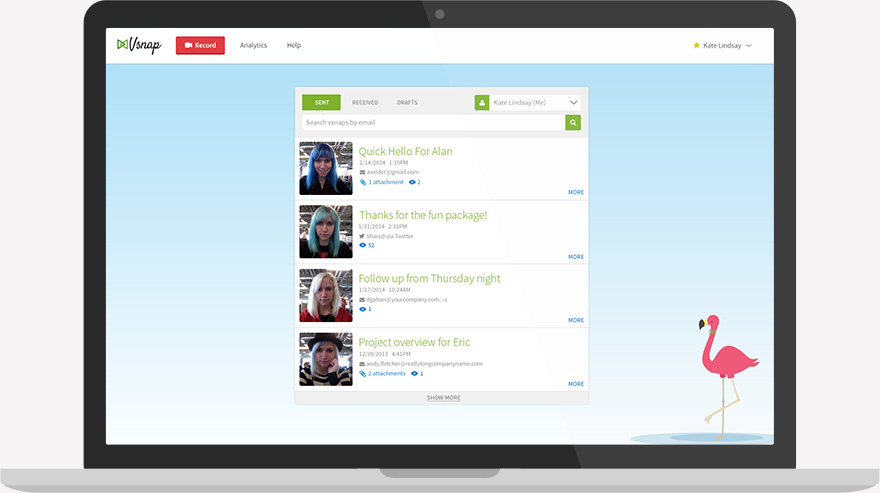 Vsnap Record Analytics Help Kate Lindsay
SENT RECEIVED DRAFTS Kate Lindsay (Me)
Search vsnaps by email
Quick Hello For Alan
2/14/2014 1:15PM
awilder@gmail.com
1 attachment 2
MORE
Thanks for the fun package!
1/31/2014 2:31PM
Shared via Twitter
52
MORE
Follow up from Thursday night
1/17/2014 10:24AM
dgahan@yourcompany.com, +1
1
MORE
Project overview for Eric
12/29/2013 4:41PM
andy.fletcher@reallylongcompanyname.com
2 attachments 1
MORE
SHOW MORE